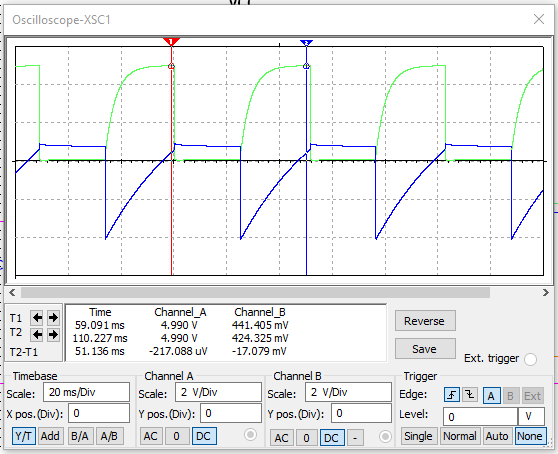 Oscilloscope-XSC1
1
2
T1
T2
T2-T1
Time Channel_A Channel_B
59.091 ms 4.990 V 441.405 mV
110.227 ms 4.990 V 424.325 mV
51.136 ms -217.088 uV -17.079 mV
Reverse
Save
Ext. trigger
Timebase
Scale: 20 ms/Div
X pos.(Div): 0
Y/T Add B/A A/B
Channel A
Scale: 2 V/Div
Y pos.(Div): 0
AC 0 DC
Channel B
Scale: 2 V/Div
Y pos.(Div): 0
AC 0 DC -
Trigger
Edge: A B Ext
Level: 0 V
Single Normal Auto None